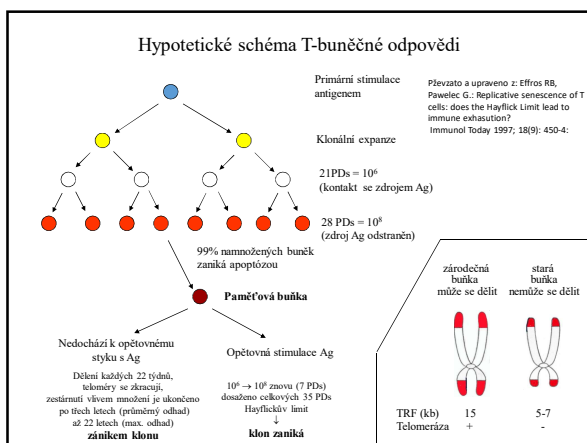 Hypotetické schéma T-buněčné odpovědi
Primární stimulace
antigenem
Pževzato a upraveno z: Effros RB,
Pawelec G.: Replicative senescence of T
cells: does the Hayflick Limit lead to
immune exhasution?
Immunol Today 1997; 18(9): 450-4:
Klonální expanze
21PDs = 10⁶
(kontakt se zdrojem Ag)
28 PDs = 10⁸
(zdroj Ag odstraněn)
99% namnožených buněk
zaniká apoptózou
Paměťová buňka
Nedochází k opětovnému
styku s Ag
Dělení každých 22 týdnů,
teloméry se zkracují,
zestárnutí vlivem množení je ukončeno
po třech letech (průměrný odhad)
až 22 letech (max. odhad)
zánikem klonu
Opětovná stimulace Ag
10⁶ → 10⁸ znovu (7 PDs)
dosaženo celkových 35 PDs
Hayflickův limit
klon zaniká
zárodečná
buňka
může se dělit
stará
buňka
nemůže se dělit
TRF (kb) 15 5-7
Telomeráza + -